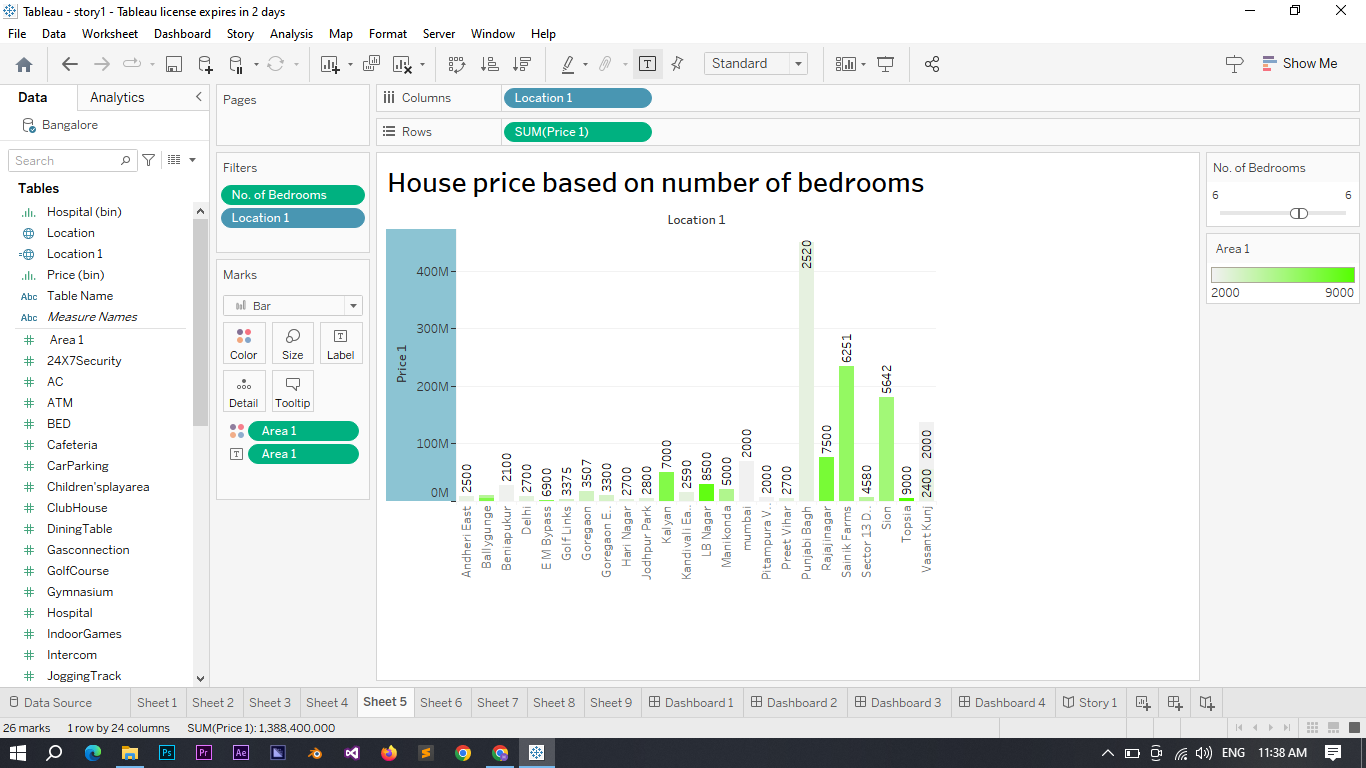 Tableau - story1 - Tableau license expires in 2 days
File Data Worksheet Dashboard Story Analysis Map Format Server Window Help
Standard
Show Me
Data Analytics
Bangalore
Search
Tables
Hospital (bin)
Location
Location 1
Price (bin)
Abc Table Name
Abc Measure Names
Area 1
24X7Security
AC
ATM
BED
Cafeteria
CarParking
Children'splayarea
ClubHouse
DiningTable
Gasconnection
GolfCourse
Gymnasium
Hospital
IndoorGames
Intercom
JoggingTrack
Pages
Filters
No. of Bedrooms
Location 1
Marks
Bar
Color Size Label
Detail Tooltip
Area 1
Area 1
Columns Location 1
Rows SUM(Price 1)
House price based on number of bedrooms
Location 1
Price 1
400M
300M
200M
100M
0M
2500
2100
2700
6900
3375
3507
3300
2700
2800
7000
2590
8500
5000
2000
2000
2700
2520
7500
6251
4580
5642
9000
2400 2000
Andheri East
Ballygunge
Beniapukur
Delhi
E M Bypass
Golf Links
Goregaon
Goregaon E..
Hari Nagar
Jodhpur Park
Kalyan
Kandivali Ea..
LB Nagar
Manikonda
mumbai
Pitampura V..
Preet Vihar
Punjabi Bagh
Rajajinagar
Sainik Farms
Sector 13 D..
Sion
Topsia
Vasant Kunj
No. of Bedrooms
6 6
Area 1
2000 9000
Data Source Sheet 1 Sheet 2 Sheet 3 Sheet 4 Sheet 5 Sheet 6 Sheet 7 Sheet 8 Sheet 9 Dashboard 1 Dashboard 2 Dashboard 3 Dashboard 4 Story 1
26 marks 1 row by 24 columns SUM(Price 1): 1,388,400,000
Ps Pr Ae
ENG 11:38 AM